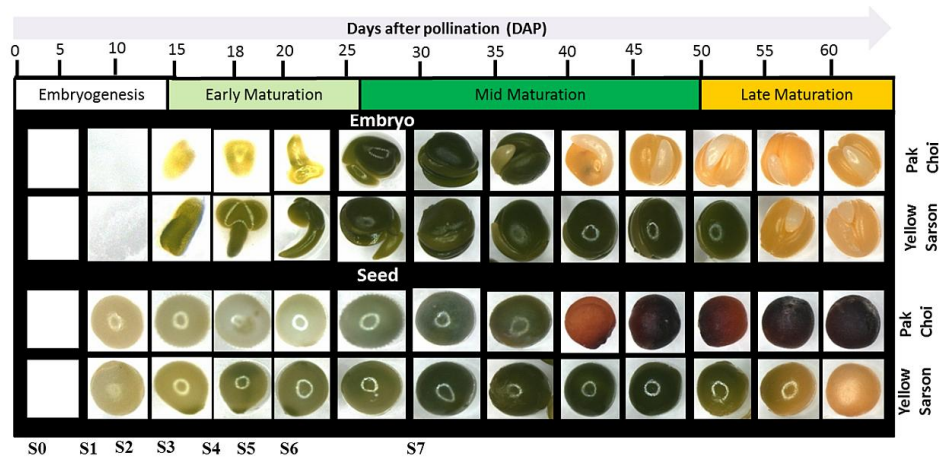 Days after pollination (DAP)
0 5 10 15 18 20 25 30 35 40 45 50 55 60
Embryogenesis Early Maturation Mid Maturation Late Maturation
Embryo
Pak
Choi
Yellow
Sarson
Seed
Pak
Choi
Yellow
Sarson
S0 S1 S2 S3 S4 S5 S6 S7